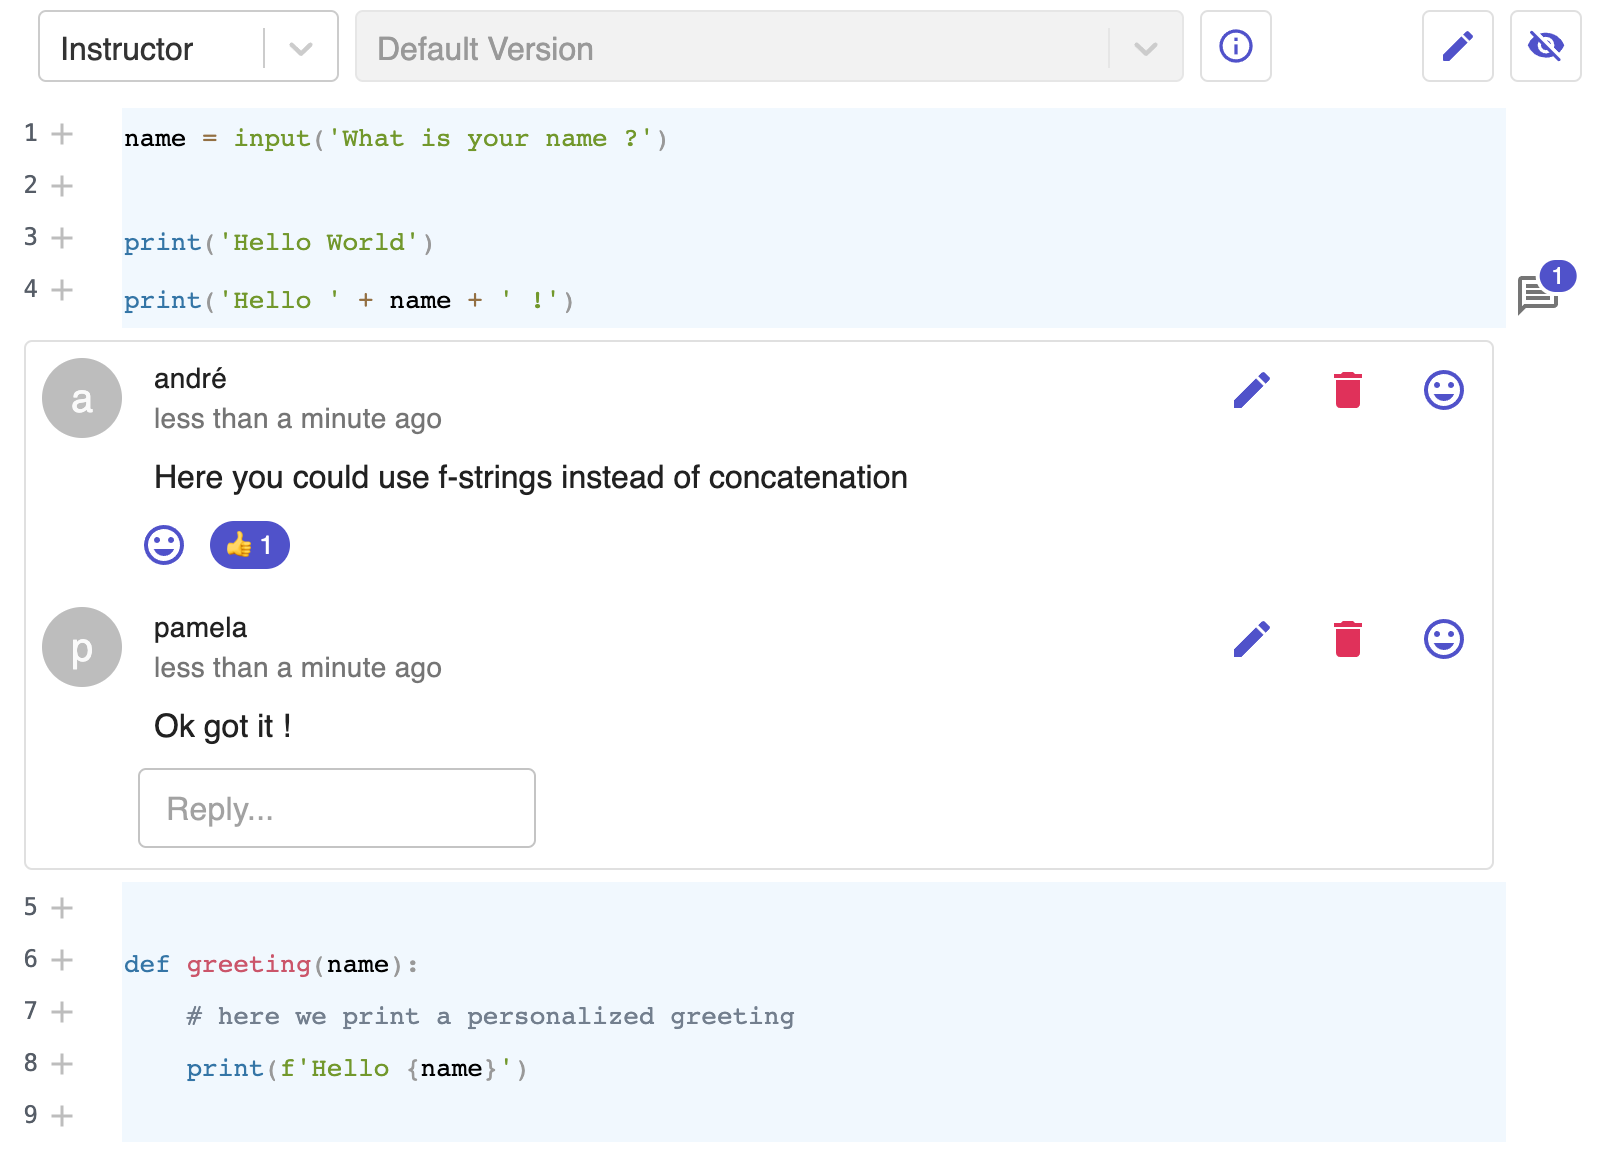 Instructor
Default Version
1 name = input('What is your name ?')
2
3 print('Hello World')
4 print('Hello ' + name + ' !')
1
a
andré
less than a minute ago
Here you could use f-strings instead of concatenation
👍 1
p
pamela
less than a minute ago
Ok got it !
Reply...
5
6 def greeting(name):
7     # here we print a personalized greeting
8     print(f'Hello {name}')
9